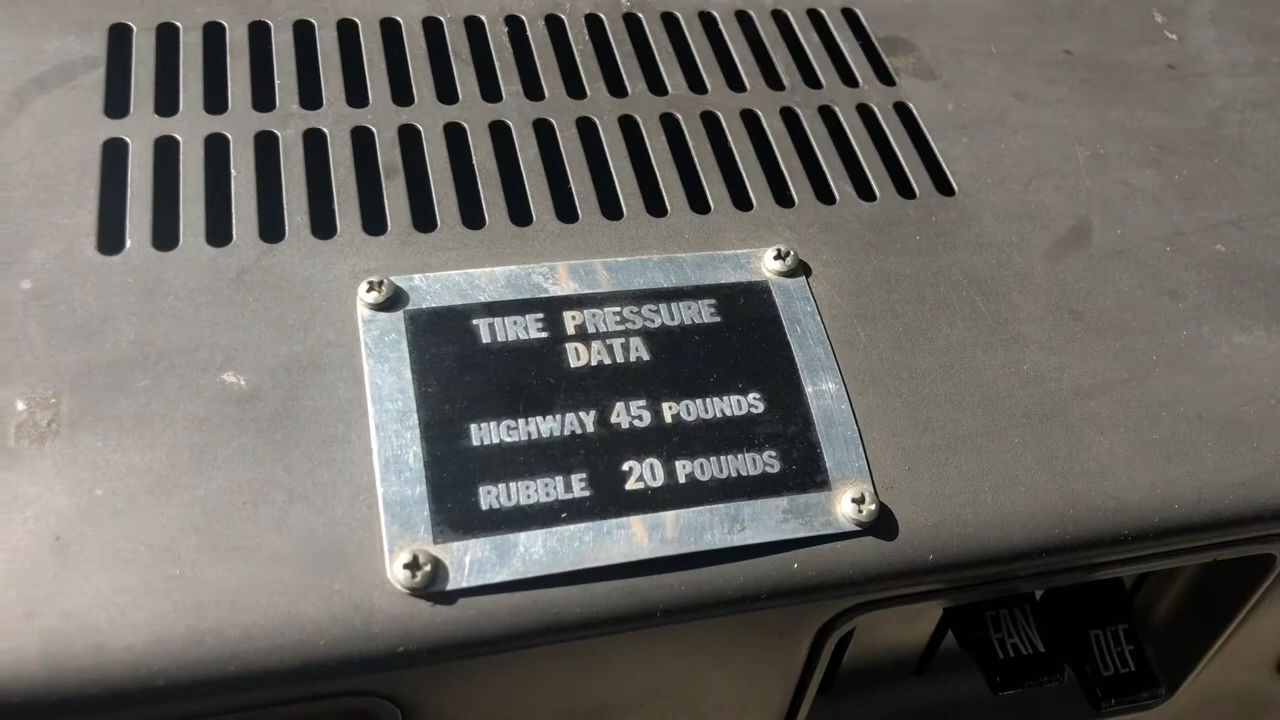 TIRE PRESSURE
DATA
HIGHWAY 45 POUNDS
RUBBLE 20 POUNDS
FAN
DEF